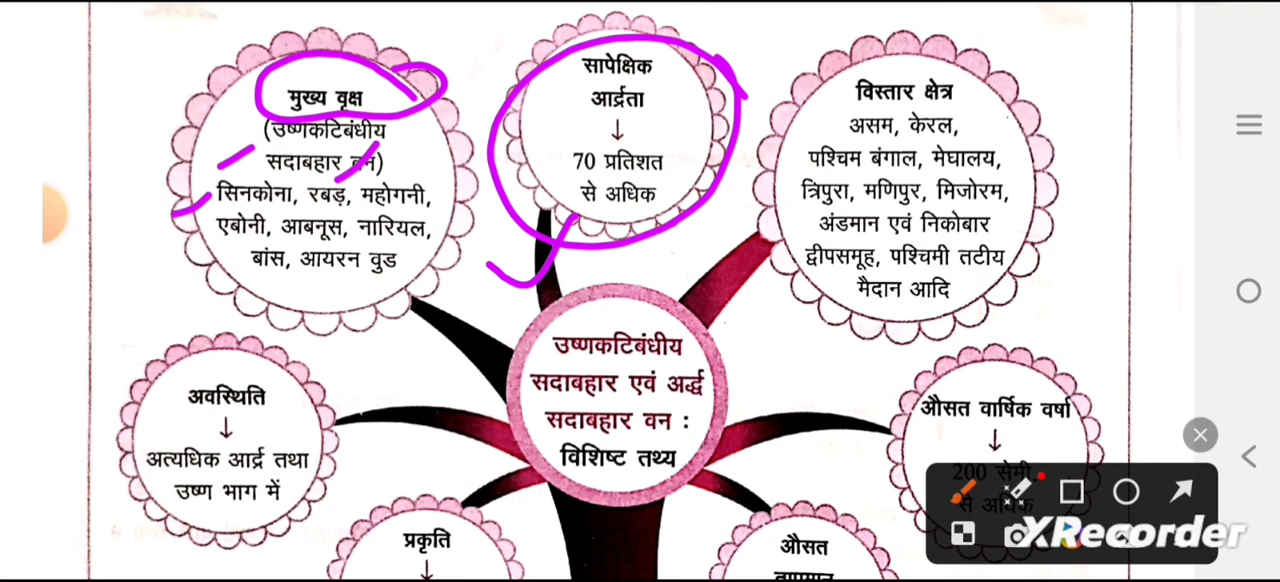 मुख्य वृक्ष
(उष्णकटिबंधीय
सदाबहार वन)
सिनकोना, रबड़, महोगनी,
एबोनी, आबनूस, नारियल,
बांस, आयरन वुड
सापेक्षिक
आर्द्रता
↓
70 प्रतिशत
से अधिक
विस्तार क्षेत्र
असम, केरल,
पश्चिम बंगाल, मेघालय,
त्रिपुरा, मणिपुर, मिजोरम,
अंडमान एवं निकोबार
द्वीपसमूह, पश्चिमी तटीय
मैदान आदि
उष्णकटिबंधीय
सदाबहार एवं अर्द्ध
सदाबहार वन :
विशिष्ट तथ्य
अवस्थिति
↓
अत्यधिक आर्द्र तथा
उष्ण भाग में
औसत वार्षिक वर्षा
↓
200 सेमी.
से अधिक
प्रकृति
↓
औसत
XRecorder